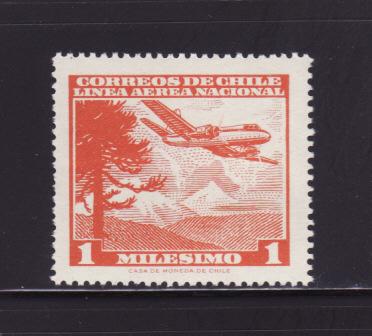 CORREOS DE CHILE
LINEA AEREA NACIONAL
1 MILESIMO 1
CASA DE MONEDA DE CHILE